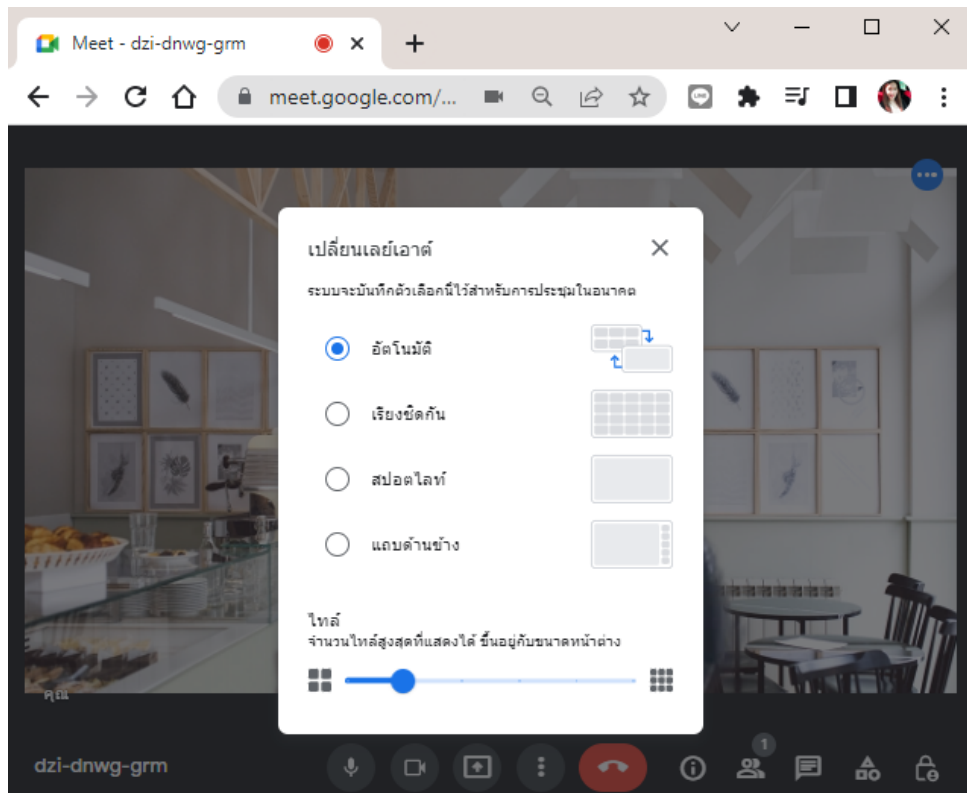 Meet - dzi-dnwg-grm
meet.google.com/...
เปลี่ยนเลย์เอาต์
ระบบจะบันทึกตัวเลือกนี้ไว้สำหรับการประชุมในอนาคต
อัตโนมัติ
เรียงชิดกัน
สปอตไลท์
แถบด้านข้าง
ไทล์
จำนวนไทล์สูงสุดที่แสดงได้ ขึ้นอยู่กับขนาดหน้าต่าง
คุณ
dzi-dnwg-grm
1